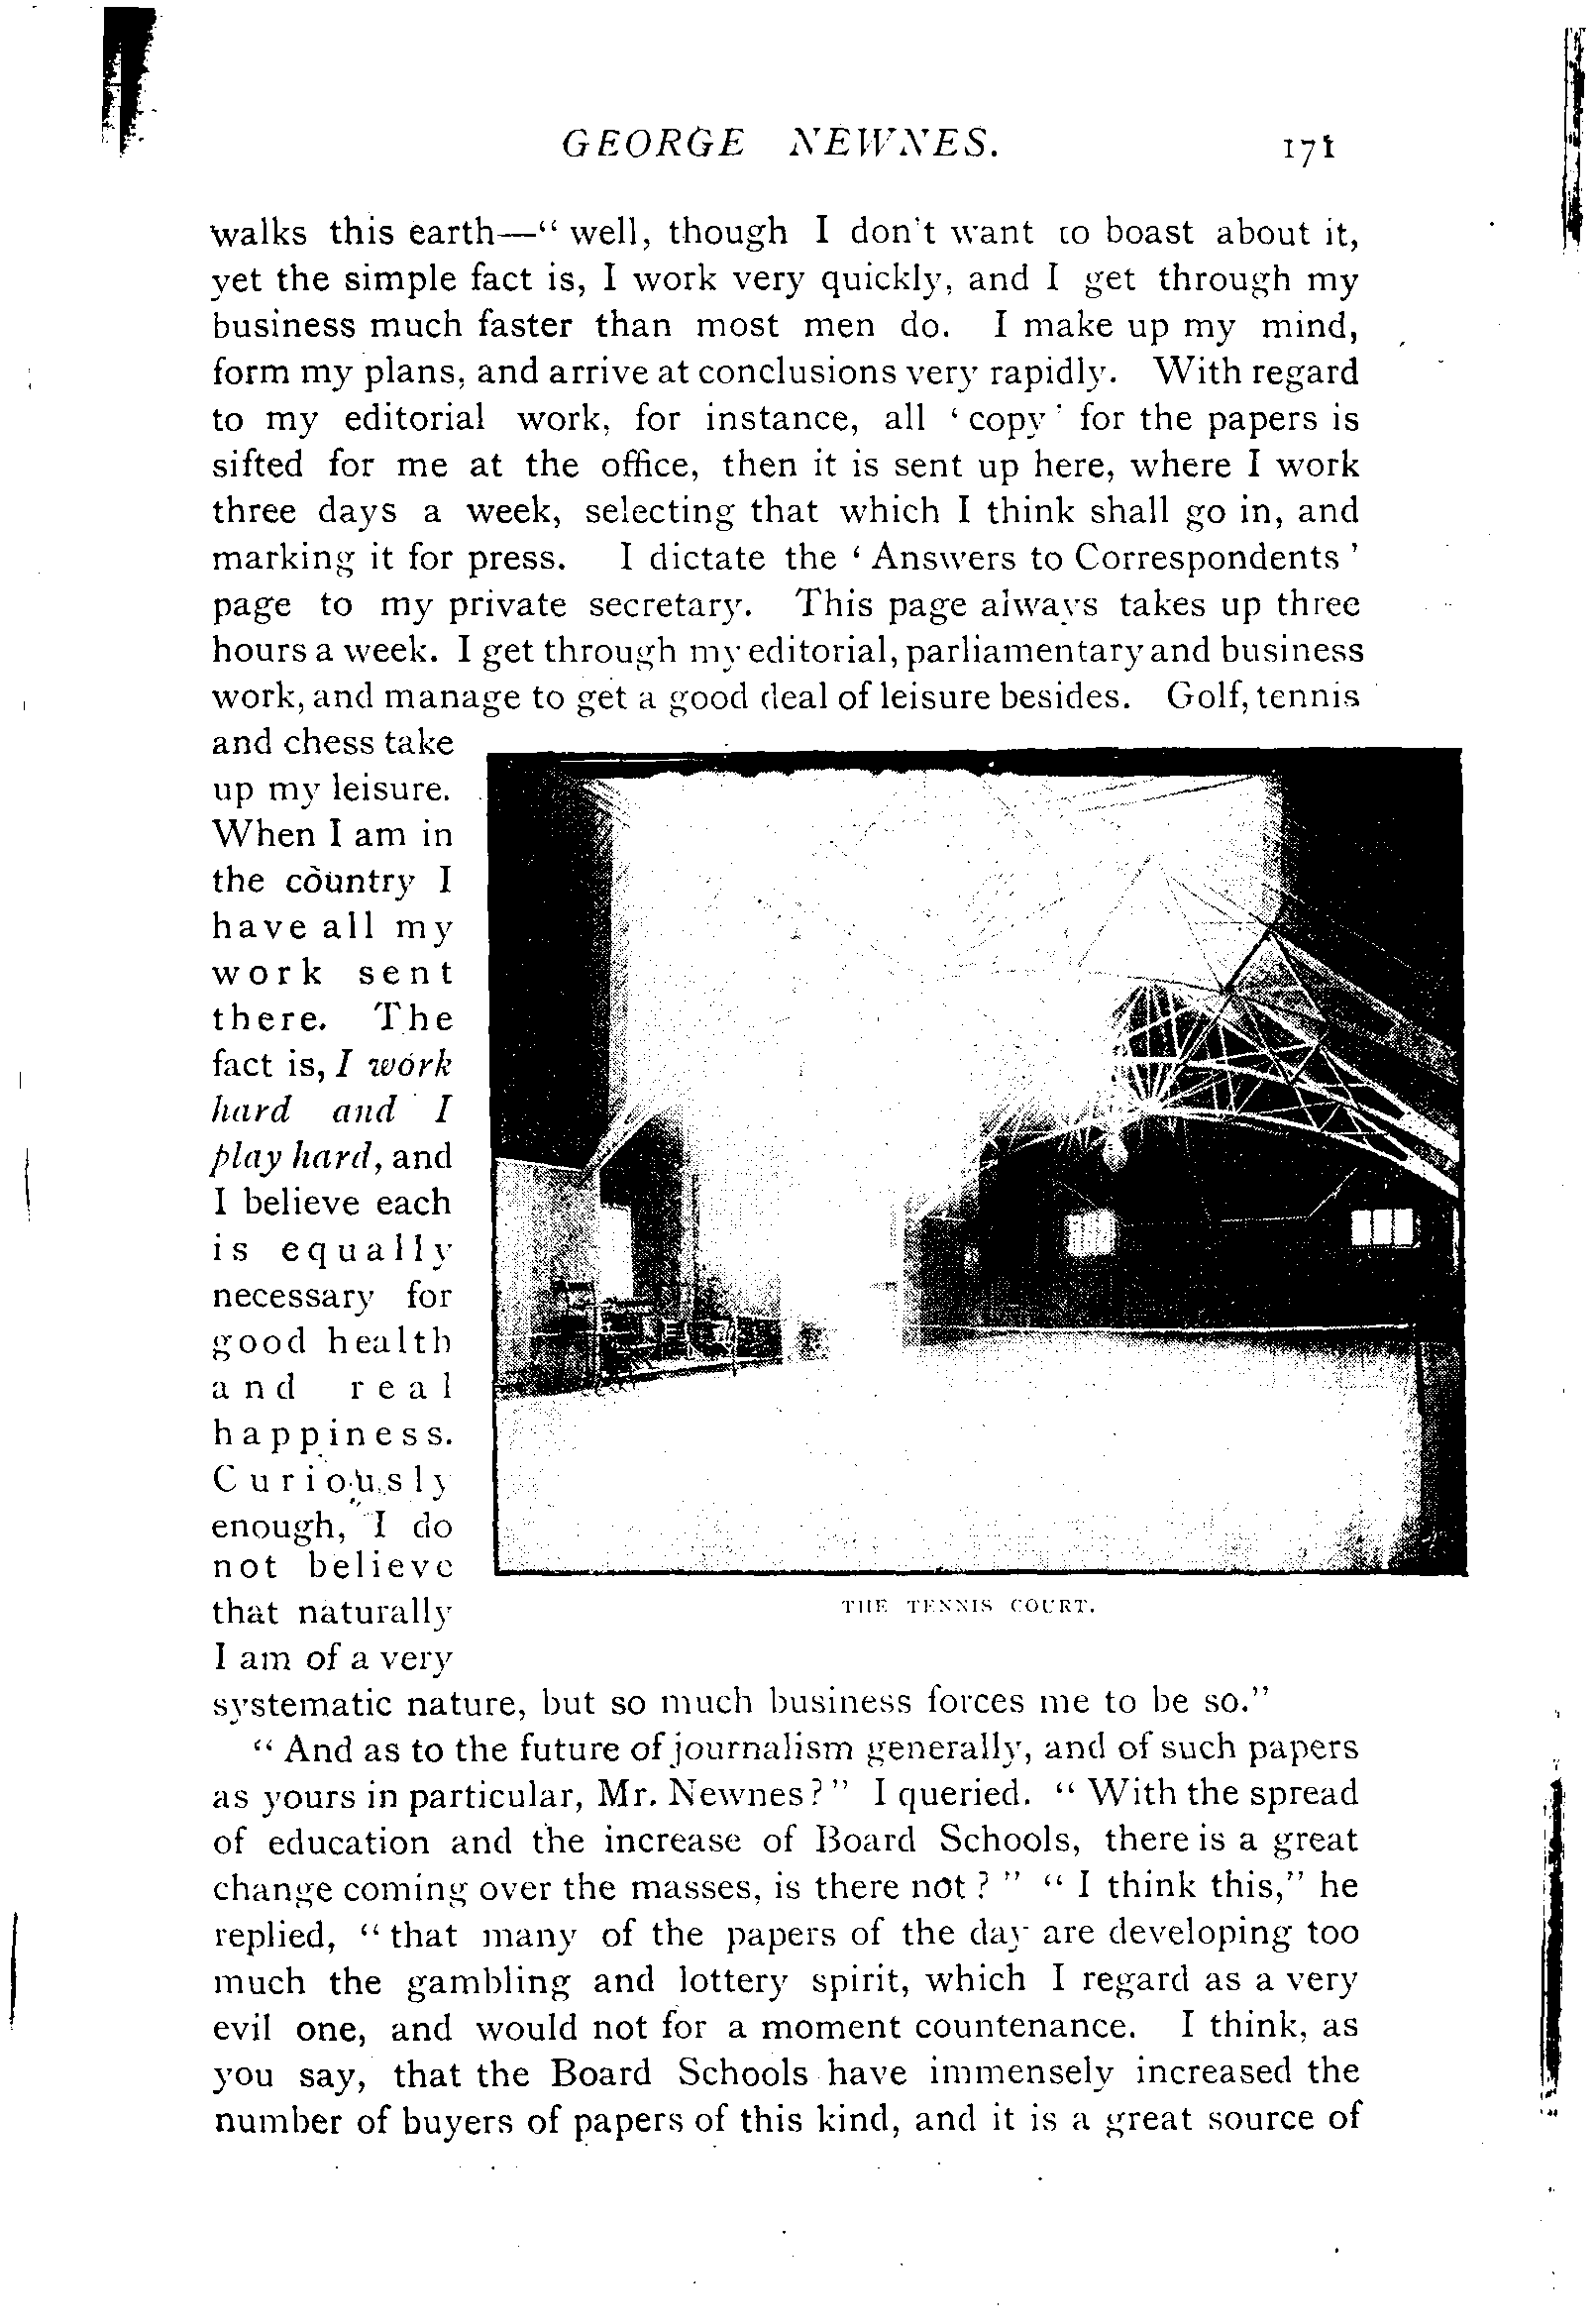 GEORGE NEWNES. 171
walks this earth—“ well, though I don't want to boast about it,
yet the simple fact is, I work very quickly, and I get through my
business much faster than most men do. I make up my mind,
form my plans, and arrive at conclusions very rapidly. With regard
to my editorial work, for instance, all ‘ copy ’ for the papers is
sifted for me at the office, then it is sent up here, where I work
three days a week, selecting that which I think shall go in, and
marking it for press. I dictate the ‘ Answers to Correspondents ’
page to my private secretary. This page always takes up three
hours a week. I get through my editorial, parliamentary and business
work, and manage to get a good deal of leisure besides. Golf, tennis
and chess take
up my leisure.
When I am in
the country I
have all my
work sent
there. The
fact is, I work
hard and I
play hard, and
I believe each
is equally
necessary for
good health
and real
happiness.
Curiously
enough, I do
not believe
that naturally
I am of a very
THE TENNIS COURT.
systematic nature, but so much business forces me to be so.”
“ And as to the future of journalism generally, and of such papers
as yours in particular, Mr. Newnes ? ” I queried. “ With the spread
of education and the increase of Board Schools, there is a great
change coming over the masses, is there not ? ” “ I think this,” he
replied, “ that many of the papers of the day are developing too
much the gambling and lottery spirit, which I regard as a very
evil one, and would not for a moment countenance. I think, as
you say, that the Board Schools have immensely increased the
number of buyers of papers of this kind, and it is a great source of